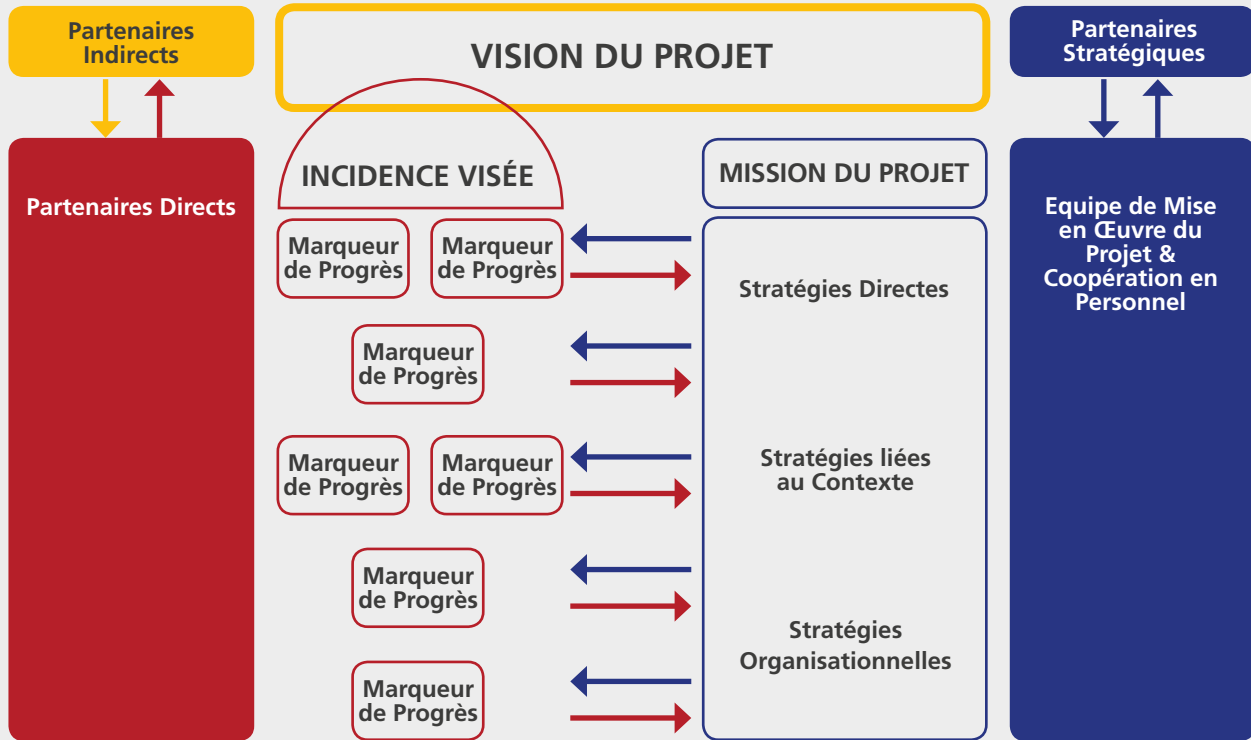 Partenaires
Indirects
VISION DU PROJET
Partenaires
Stratégiques
Partenaires Directs
INCIDENCE VISÉE
MISSION DU PROJET
Equipe de Mise
en Œuvre du
Projet &
Coopération en
Personnel
Marqueur
de Progrès
Marqueur
de Progrès
Stratégies Directes
Marqueur
de Progrès
Marqueur
de Progrès
Marqueur
de Progrès
Stratégies liées
au Contexte
Marqueur
de Progrès
Stratégies
Organisationnelles
Marqueur
de Progrès